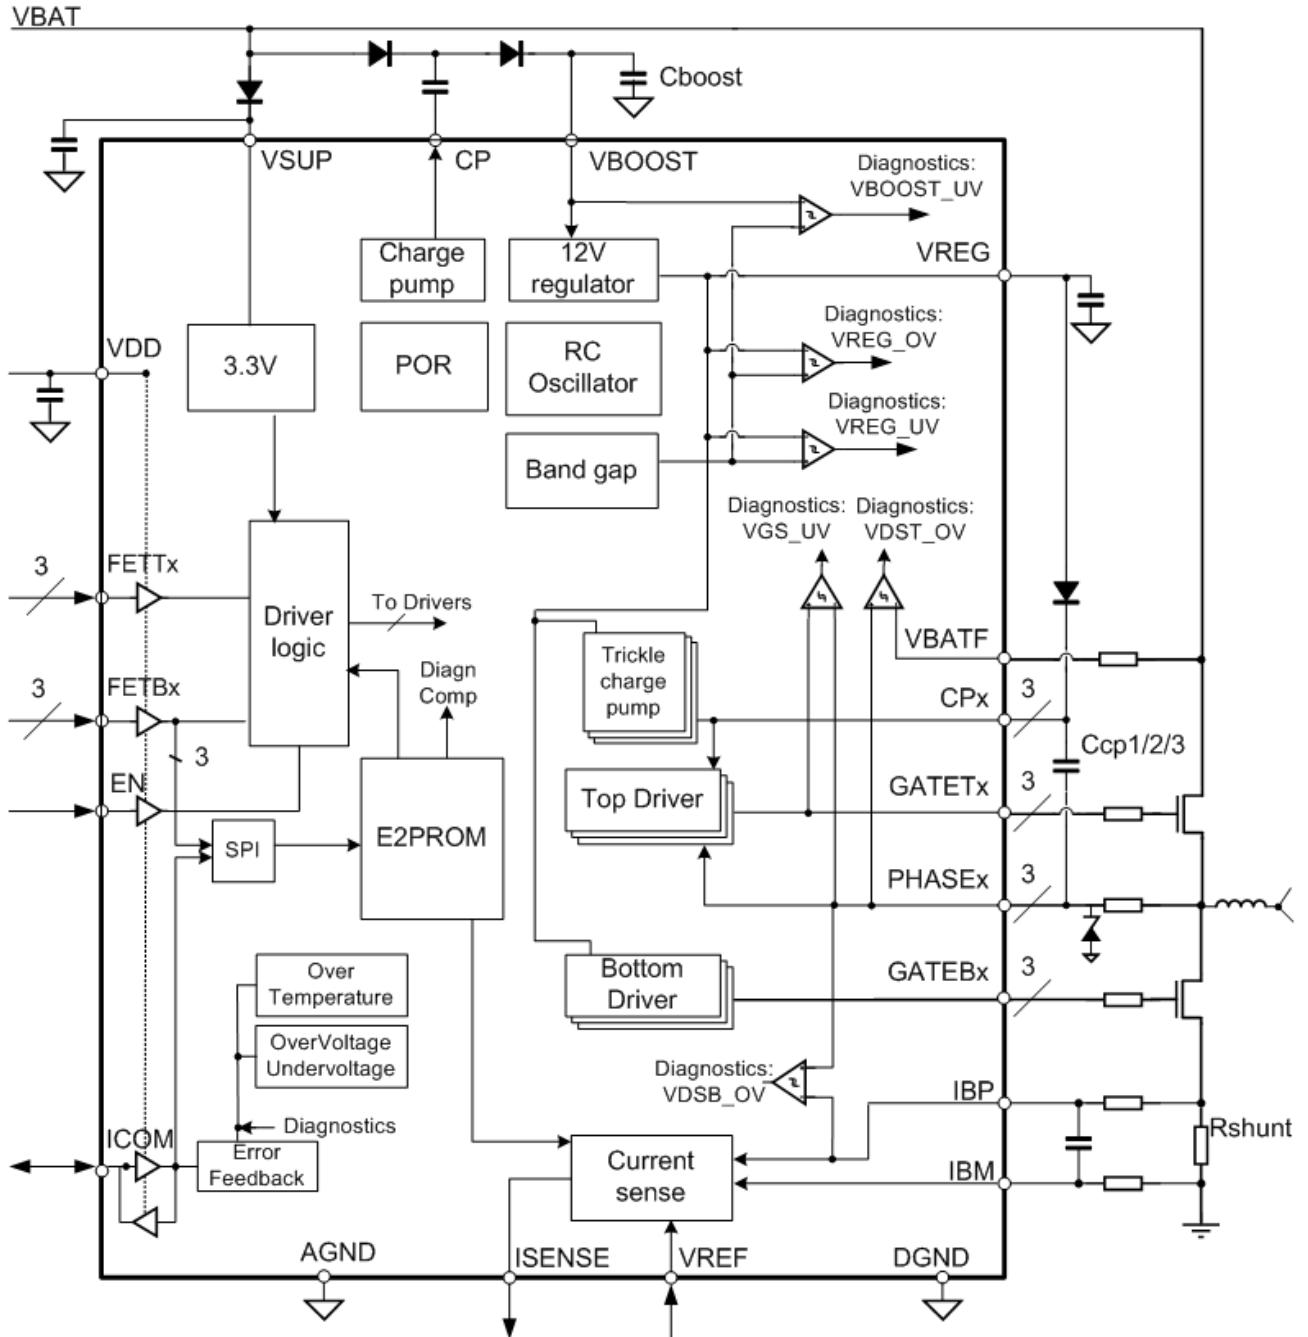 VBAT
Cboost
VSUP
CP
VBOOST
Diagnostics:
VBOOST_UV
Charge
pump
12V
regulator
VREG
VDD
3.3V
POR
RC
Oscillator
Diagnostics:
VREG_OV
Diagnostics:
VREG_UV
Band gap
Diagnostics:
VGS_UV
Diagnostics:
VDST_OV
3
FETTx
Driver
logic
To Drivers
VBATF
Trickle
charge
pump
3
FETBx
Diagn
Comp
CPx
3
3
Ccp1/2/3
EN
GATETx
3
Top Driver
SPI
E2PROM
PHASEx
3
Over
Temperature
Bottom
Driver
GATEBx
3
OverVoltage
Undervoltage
Diagnostics:
VDSB_OV
IBP
Diagnostics
ICOM
Error
Feedback
Current
sense
Rshunt
IBM
AGND
ISENSE
VREF
DGND